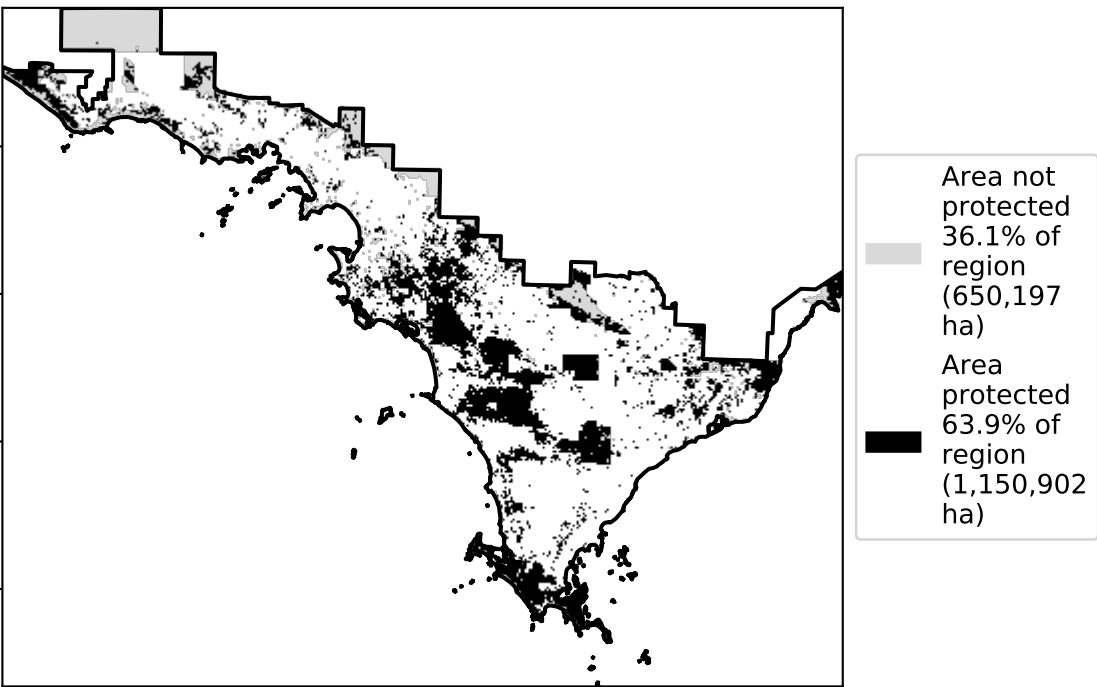 Area not
protected
36.1% of
region
(650,197
ha)
Area
protected
63.9% of
region
(1,150,902
ha)